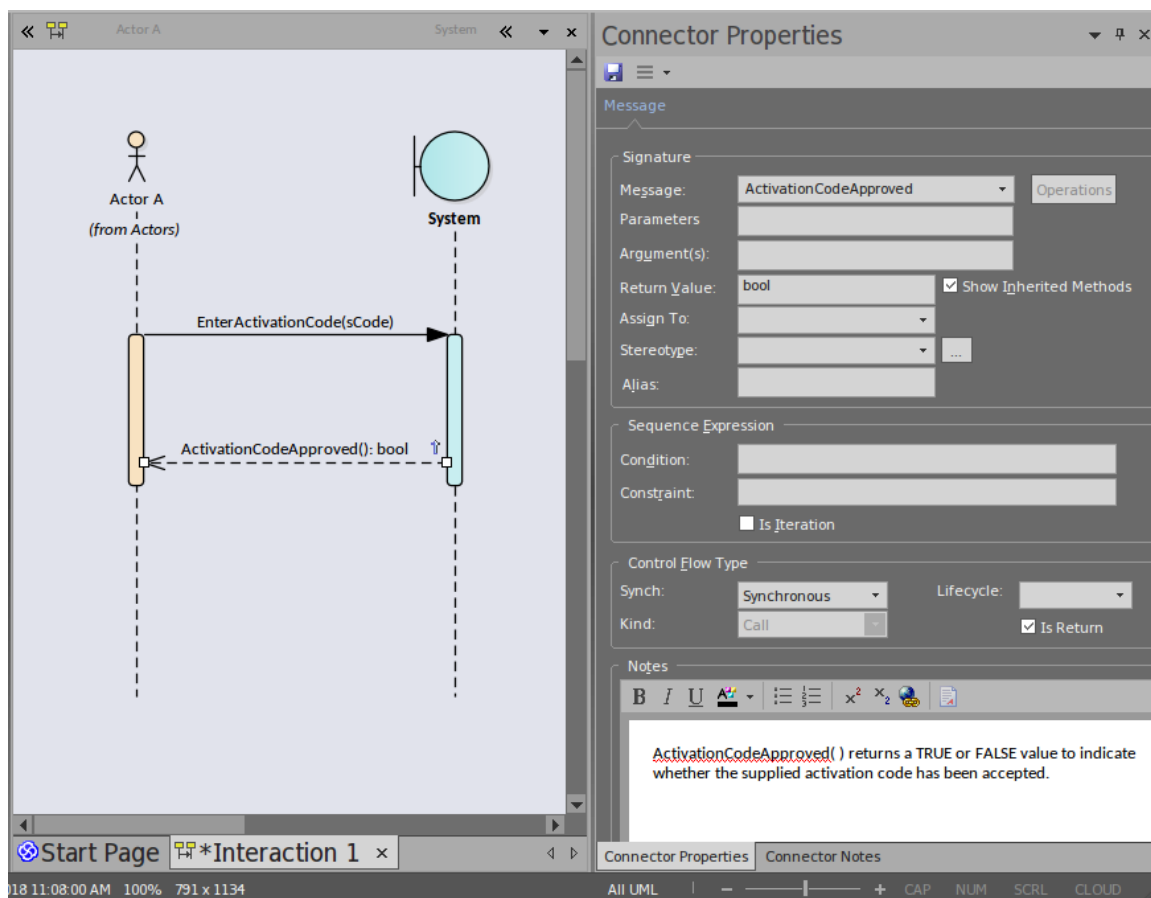 Actor A
System
Actor A
(from Actors)
System
EnterActivationCode(sCode)
ActivationCodeApproved(): bool
Start Page
*Interaction 1
018 11:08:00 AM 100% 791 x 1134
Connector Properties
Message
Signature
Message: ActivationCodeApproved Operations
Parameters
Argument(s):
Return Value: bool Show Inherited Methods
Assign To:
Stereotype: ...
Alias:
Sequence Expression
Condition:
Constraint:
Is Iteration
Control Flow Type
Synch: Synchronous Lifecycle:
Kind: Call Is Return
Notes
B I U A x² x₂
ActivationCodeApproved( ) returns a TRUE or FALSE value to indicate
whether the supplied activation code has been accepted.
Connector Properties Connector Notes
All UML − + CAP NUM SCRL CLOUD